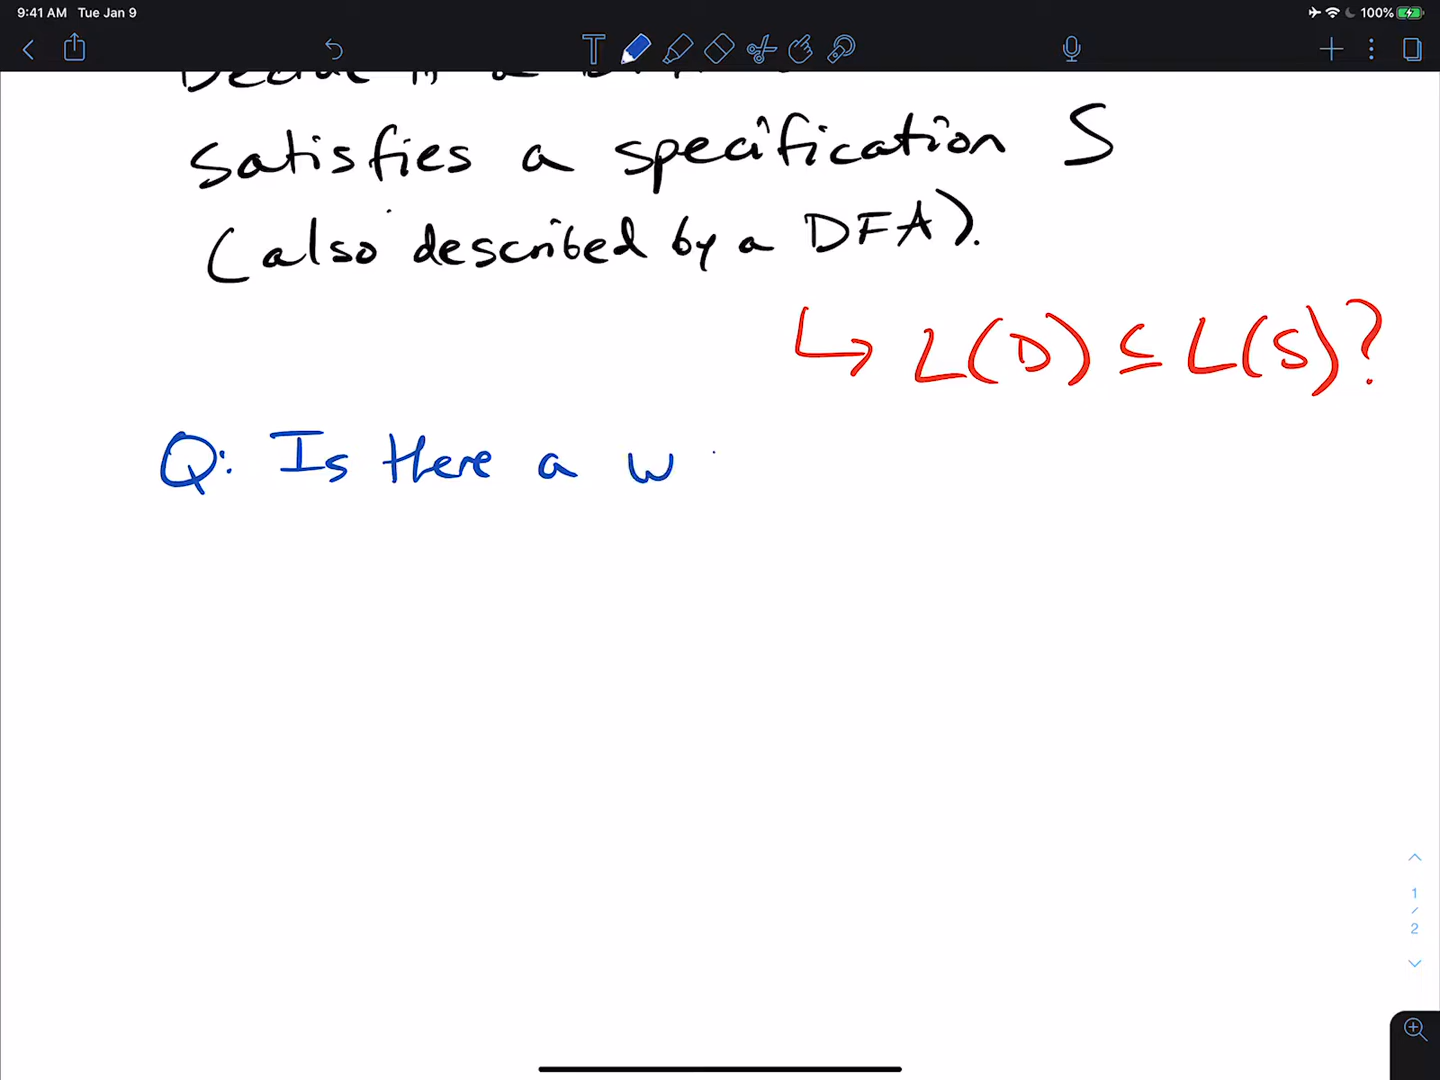 9:41 AM Tue Jan 9
100%
T
satisfies a specification S
(also described by a DFA).
↳ L(D) ⊆ L(S)?
Q: Is there a w
1
/
2